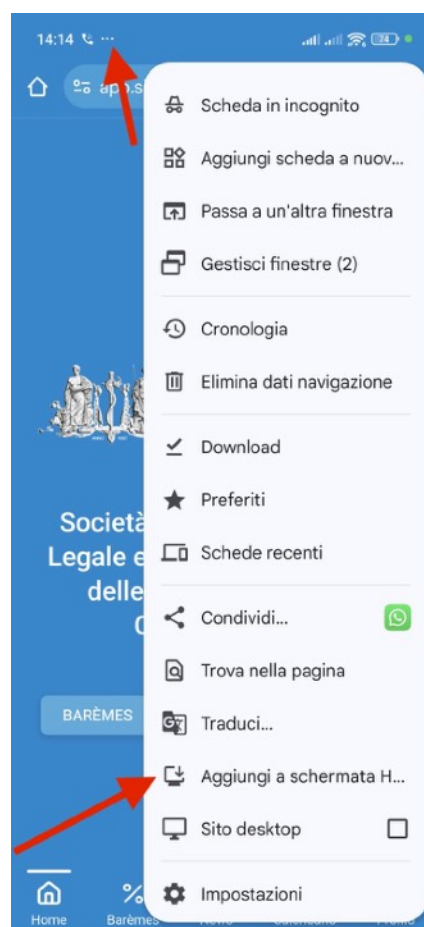 14:14 ...
74
app.s
Scheda in incognito
Aggiungi scheda a nuov...
Passa a un'altra finestra
Gestisci finestre (2)
Cronologia
Elimina dati navigazione
Download
Preferiti
Schede recenti
Società
Legale e
delle
C
Condividi...
Trova nella pagina
BARÈMES
Traduci...
Aggiungi a schermata H...
Sito desktop
Impostazioni
Home
Barèmes